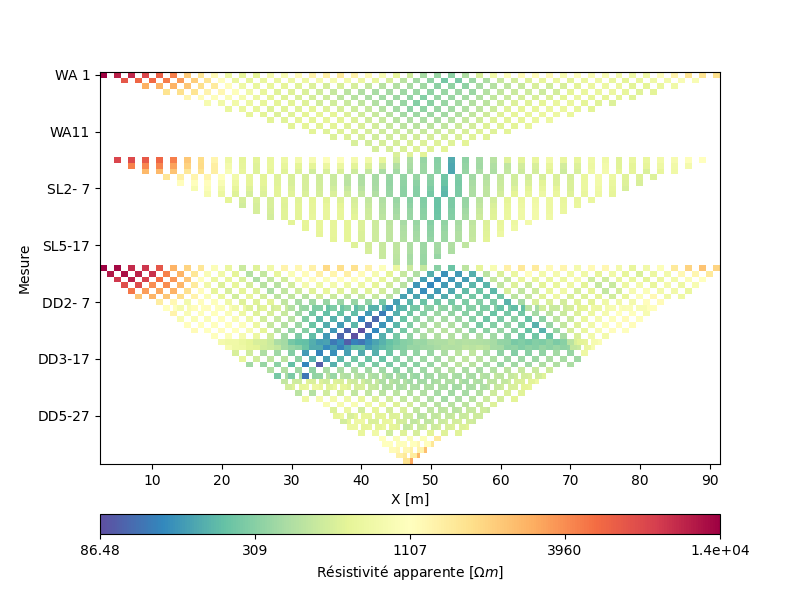 WA 1
WA11
SL2- 7
SL5-17
DD2- 7
DD3-17
DD5-27
Mesure
10 20 30 40 50 60 70 80 90
X [m]
86.48 309 1107 3960 1.4e+04
Résistivité apparente [Ωm]